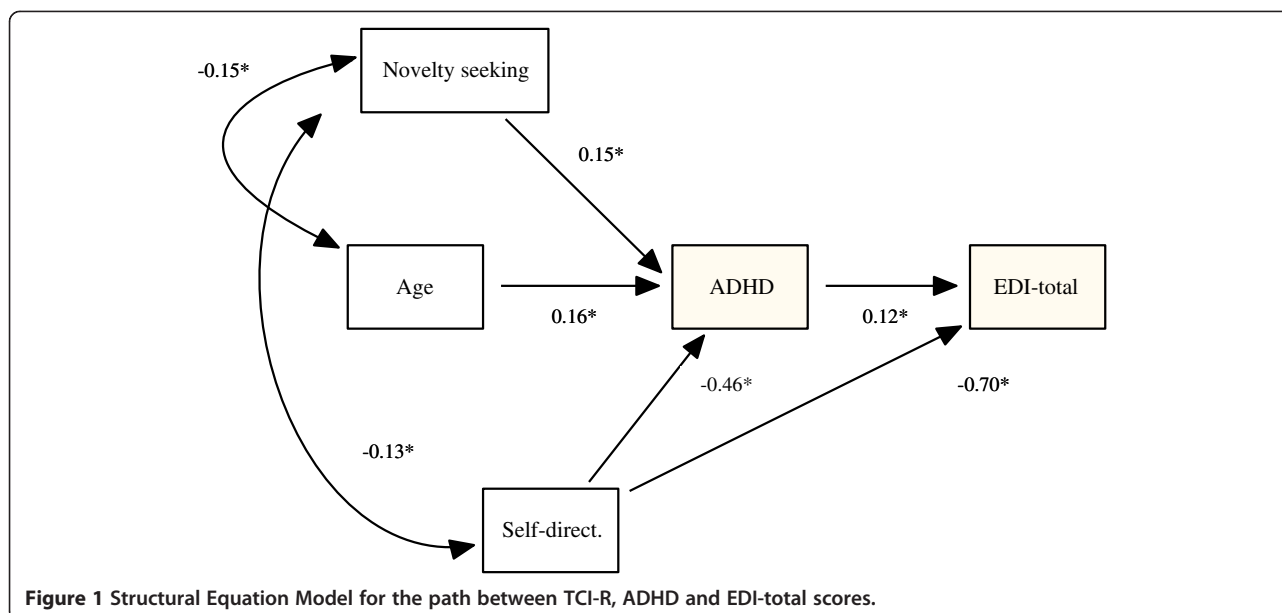 Novelty seeking
-0.15*
0.15*
Age
ADHD
EDI-total
0.16*
0.12*
-0.46*
-0.70*
-0.13*
Self-direct.
Figure 1 Structural Equation Model for the path between TCI-R, ADHD and EDI-total scores.